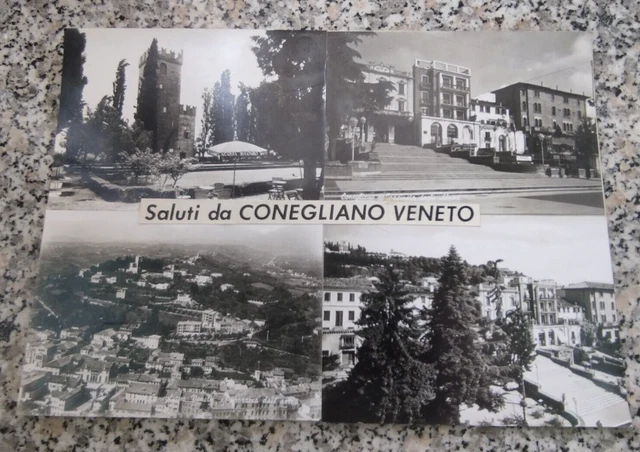 Saluti da CONEGLIANO VENETO